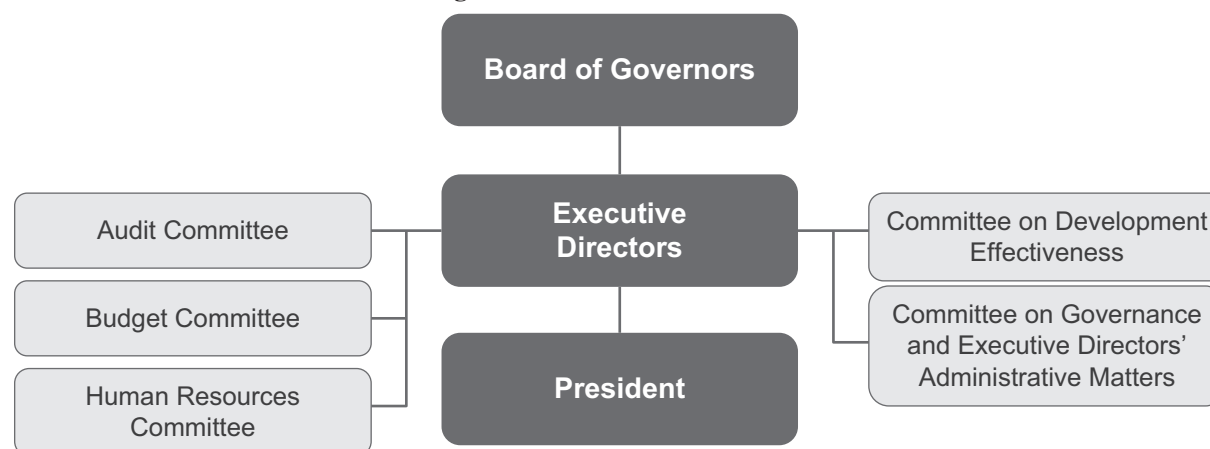 Board of Governors
Executive
Directors
President
Audit Committee
Budget Committee
Human Resources
Committee
Committee on Development
Effectiveness
Committee on Governance
and Executive Directors’
Administrative Matters